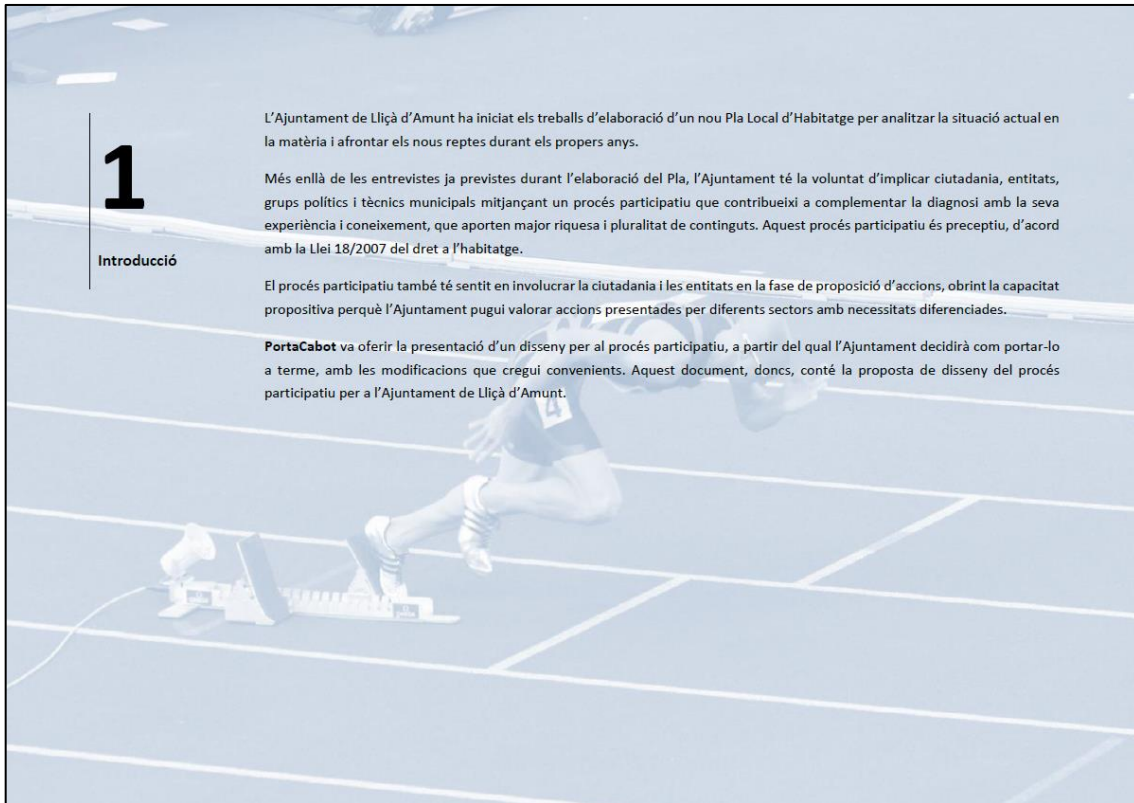 1
Introducció
L'Ajuntament de Lliçà d'Amunt ha iniciat els treballs d'elaboració d'un nou Pla Local d'Habitatge per analitzar la situació actual en
la matèria i afrontar els nous reptes durant els propers anys.
Més enllà de les entrevistes ja previstes durant l'elaboració del Pla, l'Ajuntament té la voluntat d'implicar ciutadania, entitats,
grups polítics i tècnics municipals mitjançant un procés participatiu que contribueixi a complementar la diagnosi amb la seva
experiència i coneixement, que aporten major riquesa i pluralitat de continguts. Aquest procés participatiu és preceptiu, d'acord
amb la Llei 18/2007 del dret a l'habitatge.
El procés participatiu també té sentit en involucrar la ciutadania i les entitats en la fase de proposició d'accions, obrint la capacitat
propositiva perquè l'Ajuntament pugui valorar accions presentades per diferents sectors amb necessitats diferenciades.
PortaCabot va oferir la presentació d'un disseny per al procés participatiu, a partir del qual l'Ajuntament decidirà com portar-lo
a terme, amb les modificacions que cregui convenients. Aquest document, doncs, conté la proposta de disseny del procés
participatiu per a l'Ajuntament de Lliçà d'Amunt.
4